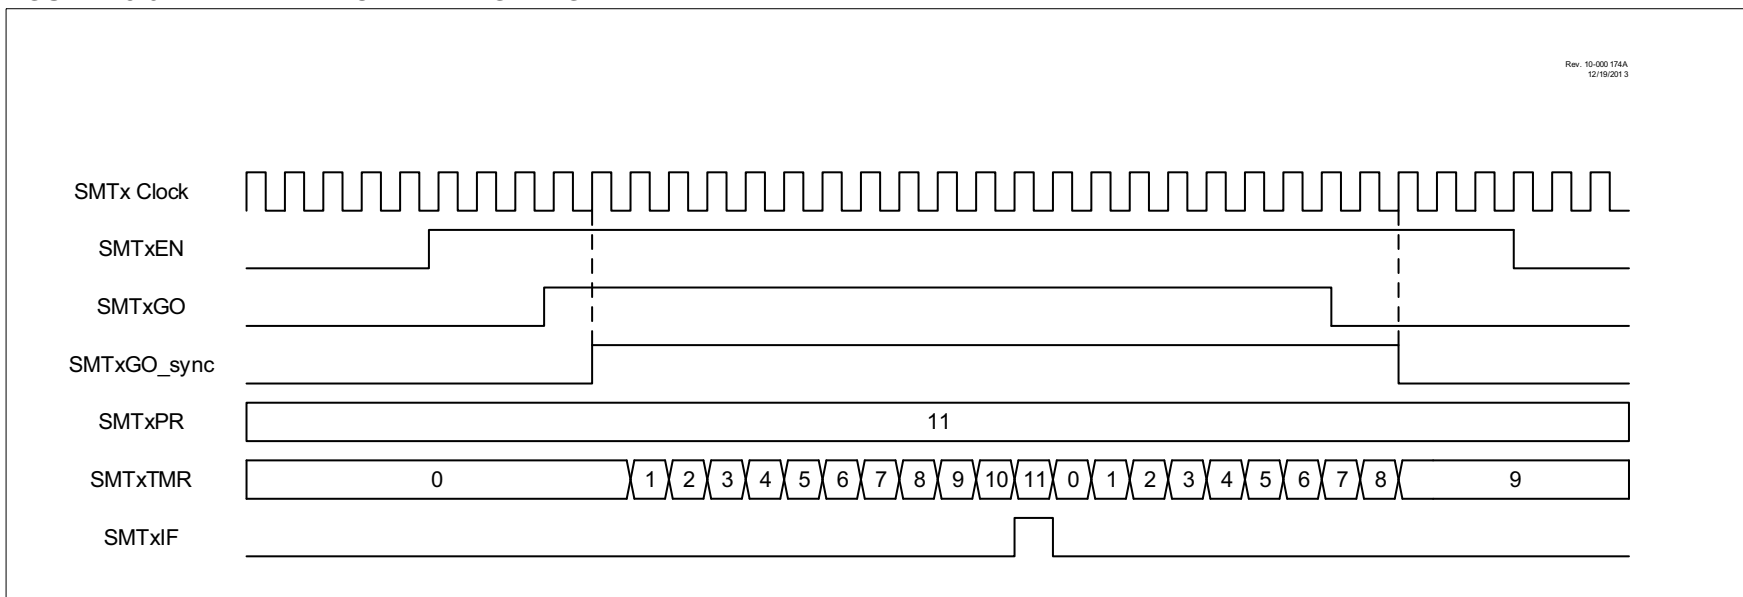 Rev. 10-000 174A
12/19/201 3
SMTx Clock
SMTxEN
SMTxGO
SMTxGO_sync
SMTxPR 11
SMTxTMR 0 1 2 3 4 5 6 7 8 9 10 11 0 1 2 3 4 5 6 7 8 9
SMTxIF